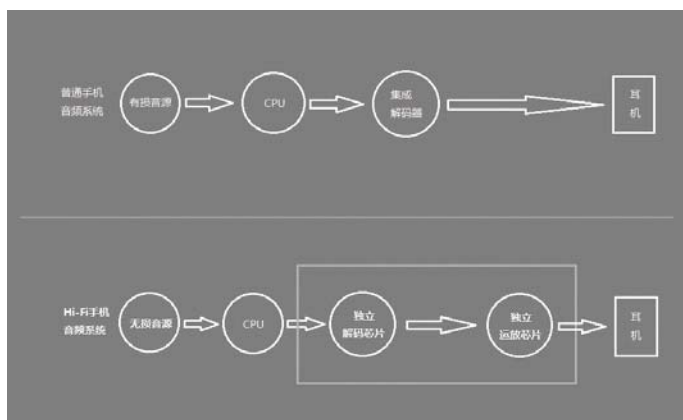 普通手机
音频系统
有损音源
CPU
集成
解码器
耳
机
Hi-Fi手机
音频系统
无损音源
CPU
独立
解码芯片
独立
运放芯片
耳
机